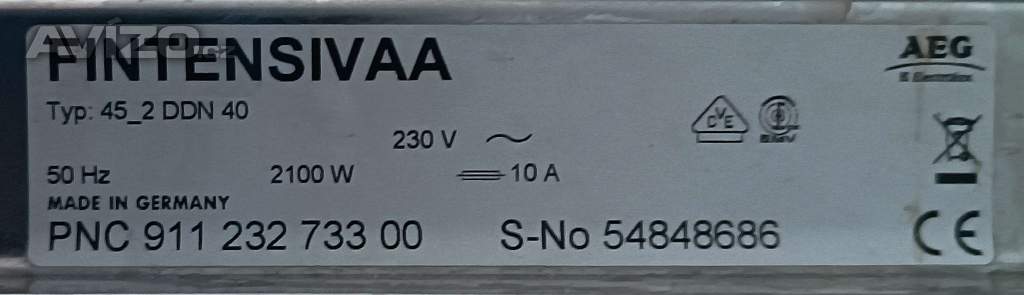 FINTENSIVAA
AEG
Typ: 45_2 DDN 40
230 V
50 Hz 2100 W 10 A
MADE IN GERMANY
PNC 911 232 733 00 S-No 54848686
CE